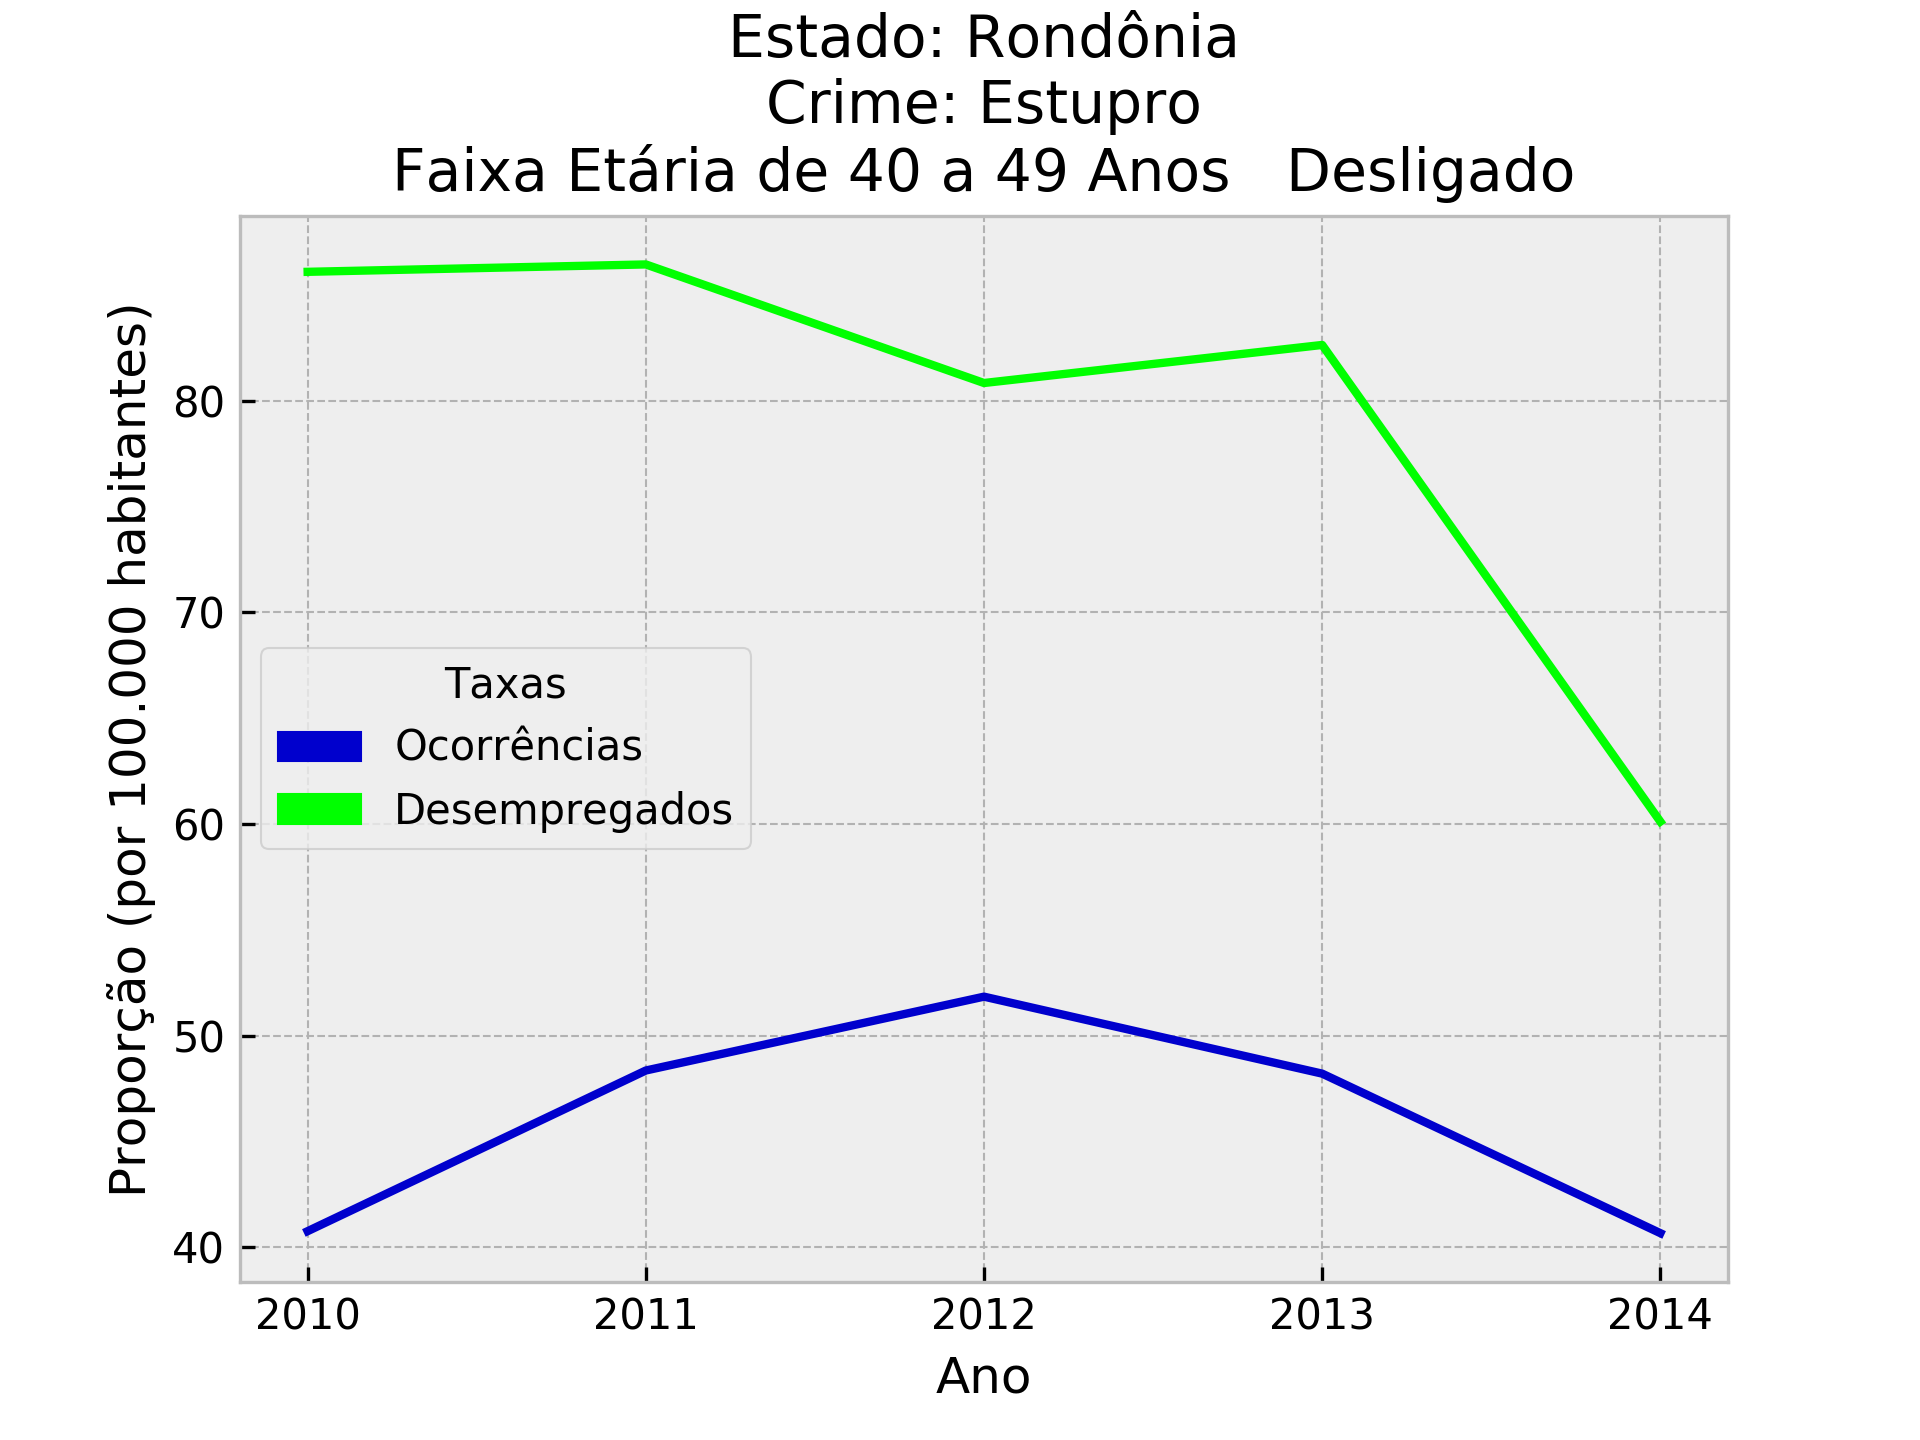 Estado: Rondônia
Crime: Estupro
Faixa Etária de 40 a 49 Anos   Desligado
Proporção (por 100.000 habitantes)
80
70
60
50
40
Taxas
Ocorrências
Desempregados
2010 2011 2012 2013 2014
Ano